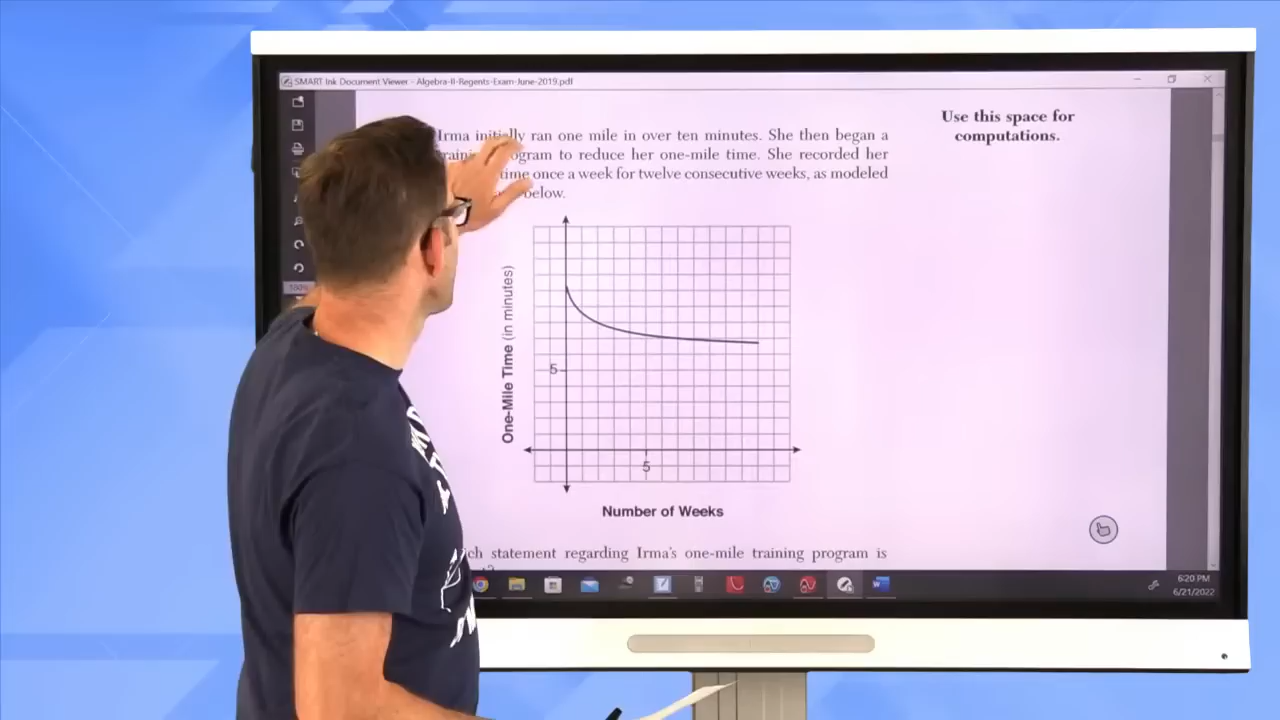 SMART Ink Document Viewer - Algebra-II-Regents-Exam-June-2019.pdf
Use this space for
computations.
Irma initially ran one mile in over ten minutes. She then began a
program to reduce her one-mile time. She recorded her
time once a week for twelve consecutive weeks, as modeled
below.
One-Mile Time (in minutes)
5
5
Number of Weeks
statement regarding Irma's one-mile training program is
6:20 PM
6/21/2022